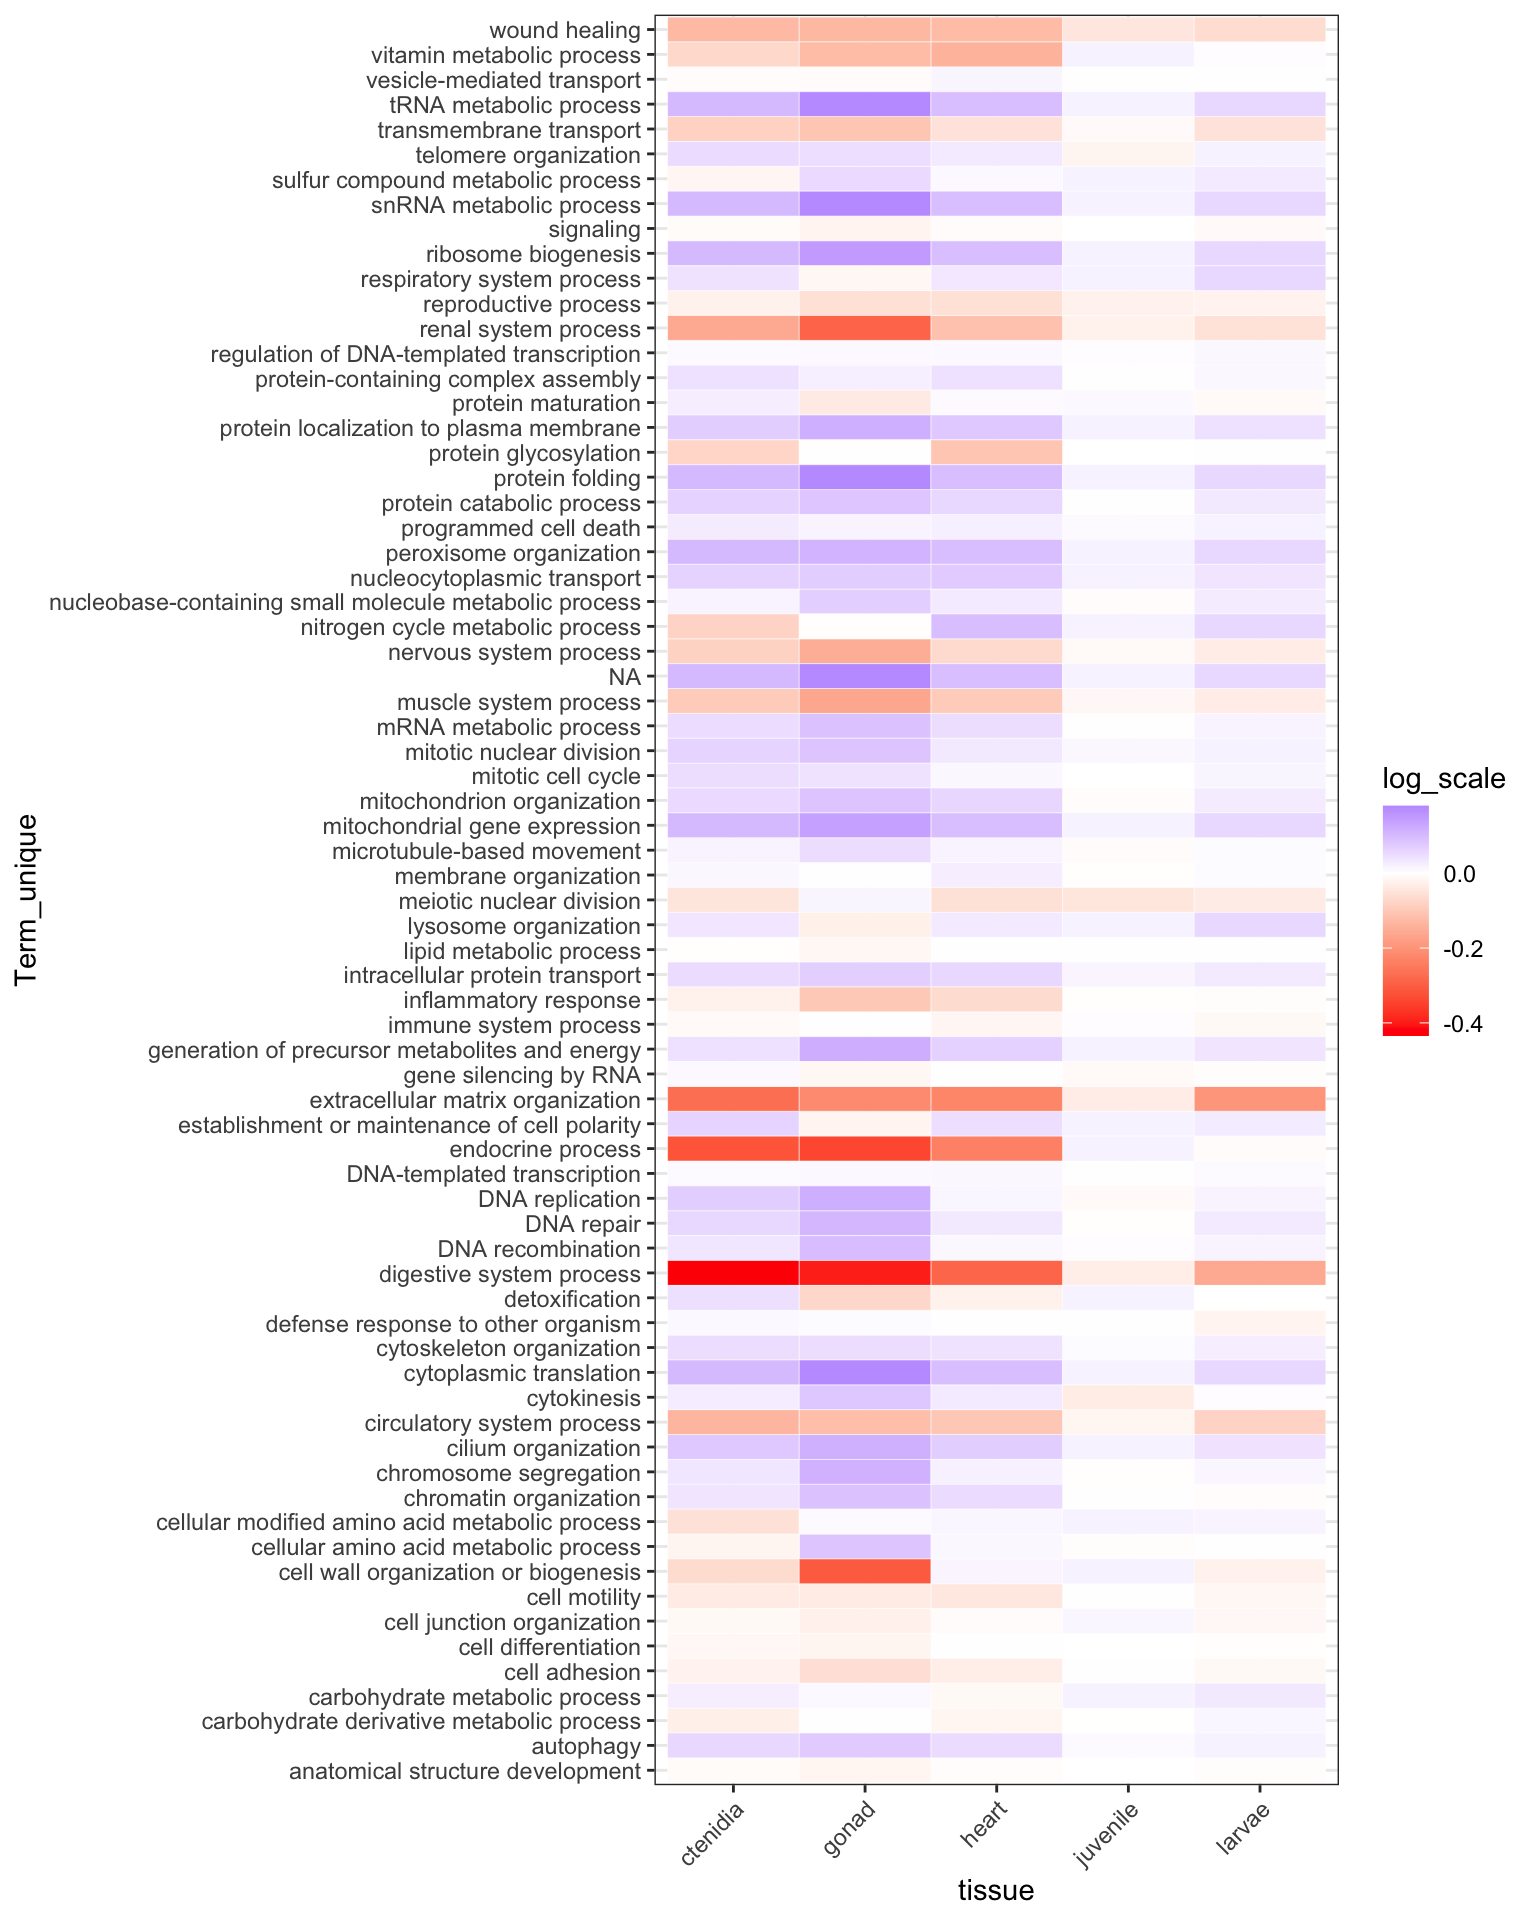 wound healing
vitamin metabolic process
vesicle-mediated transport
tRNA metabolic process
transmembrane transport
telomere organization
sulfur compound metabolic process
snRNA metabolic process
signaling
ribosome biogenesis
respiratory system process
reproductive process
renal system process
regulation of DNA-templated transcription
protein-containing complex assembly
protein maturation
protein localization to plasma membrane
protein glycosylation
protein folding
protein catabolic process
programmed cell death
peroxisome organization
nucleocytoplasmic transport
nucleobase-containing small molecule metabolic process
nitrogen cycle metabolic process
nervous system process
NA
muscle system process
mRNA metabolic process
mitotic nuclear division
mitotic cell cycle
mitochondrion organization
mitochondrial gene expression
microtubule-based movement
membrane organization
meiotic nuclear division
lysosome organization
lipid metabolic process
intracellular protein transport
inflammatory response
immune system process
generation of precursor metabolites and energy
gene silencing by RNA
extracellular matrix organization
establishment or maintenance of cell polarity
endocrine process
DNA-templated transcription
DNA replication
DNA repair
DNA recombination
digestive system process
detoxification
defense response to other organism
cytoskeleton organization
cytoplasmic translation
cytokinesis
circulatory system process
cilium organization
chromosome segregation
chromatin organization
cellular modified amino acid metabolic process
cellular amino acid metabolic process
cell wall organization or biogenesis
cell motility
cell junction organization
cell differentiation
cell adhesion
carbohydrate metabolic process
carbohydrate derivative metabolic process
autophagy
anatomical structure development
Term_unique
ctenidia
gonad
heart
juvenile
larvae
tissue
log_scale
0.0
-0.2
-0.4